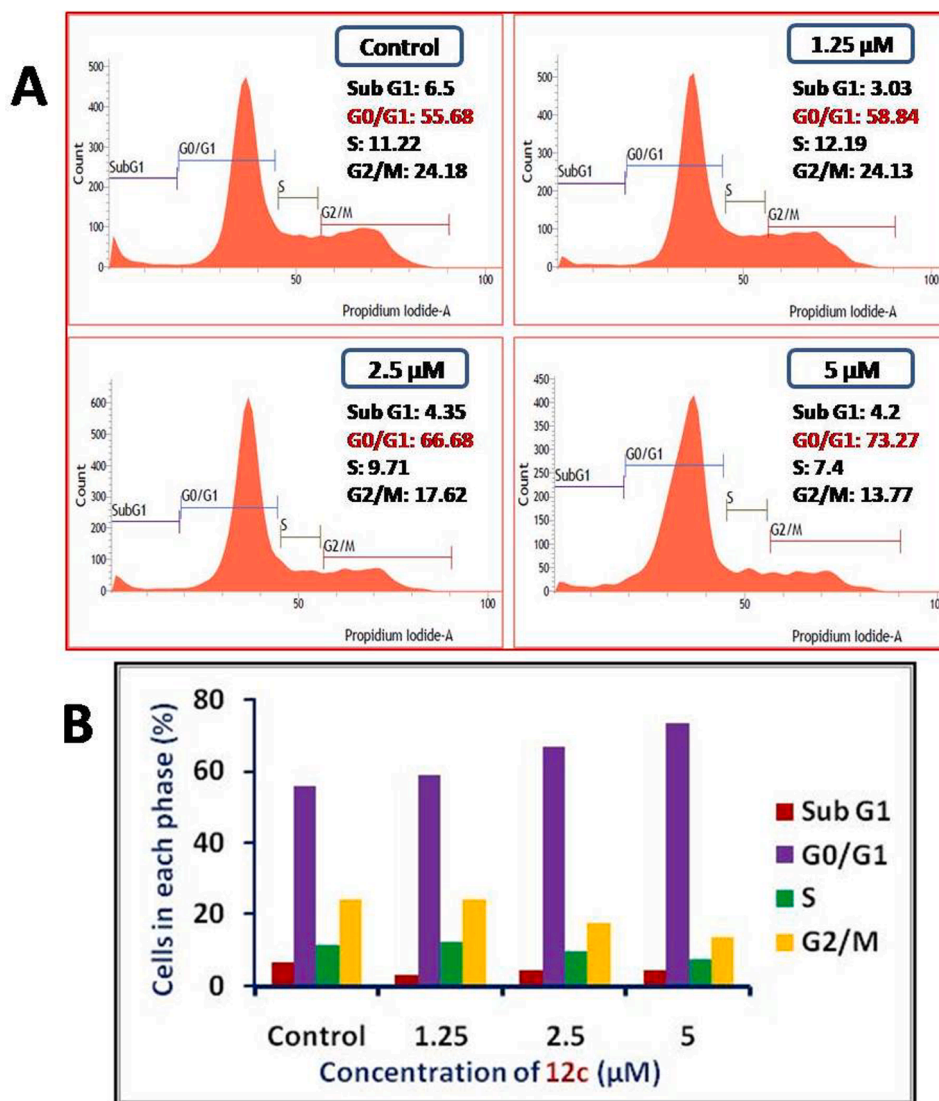 A
Control
Sub G1: 6.5
G0/G1: 55.68
S: 11.22
G2/M: 24.18
500
400
300
200
100
0
Count
SubG1
G0/G1
S
G2/M
50
100
Propidium Iodide-A
1.25 µM
Sub G1: 3.03
G0/G1: 58.84
S: 12.19
G2/M: 24.13
500
400
300
200
100
0
Count
SubG1
G0/G1
S
G2/M
50
100
Propidium Iodide-A
2.5 µM
Sub G1: 4.35
G0/G1: 66.68
S: 9.71
G2/M: 17.62
600
500
400
300
200
100
0
Count
SubG1
G0/G1
S
G2/M
50
100
Propidium Iodide-A
5 µM
Sub G1: 4.2
G0/G1: 73.27
S: 7.4
G2/M: 13.77
450
400
350
300
250
200
150
100
50
0
Count
SubG1
G0/G1
S
G2/M
50
100
Propidium Iodide-A
B
Cells in each phase (%)
80
60
40
20
0
Control
1.25
2.5
5
Concentration of 12c (µM)
Sub G1
G0/G1
S
G2/M